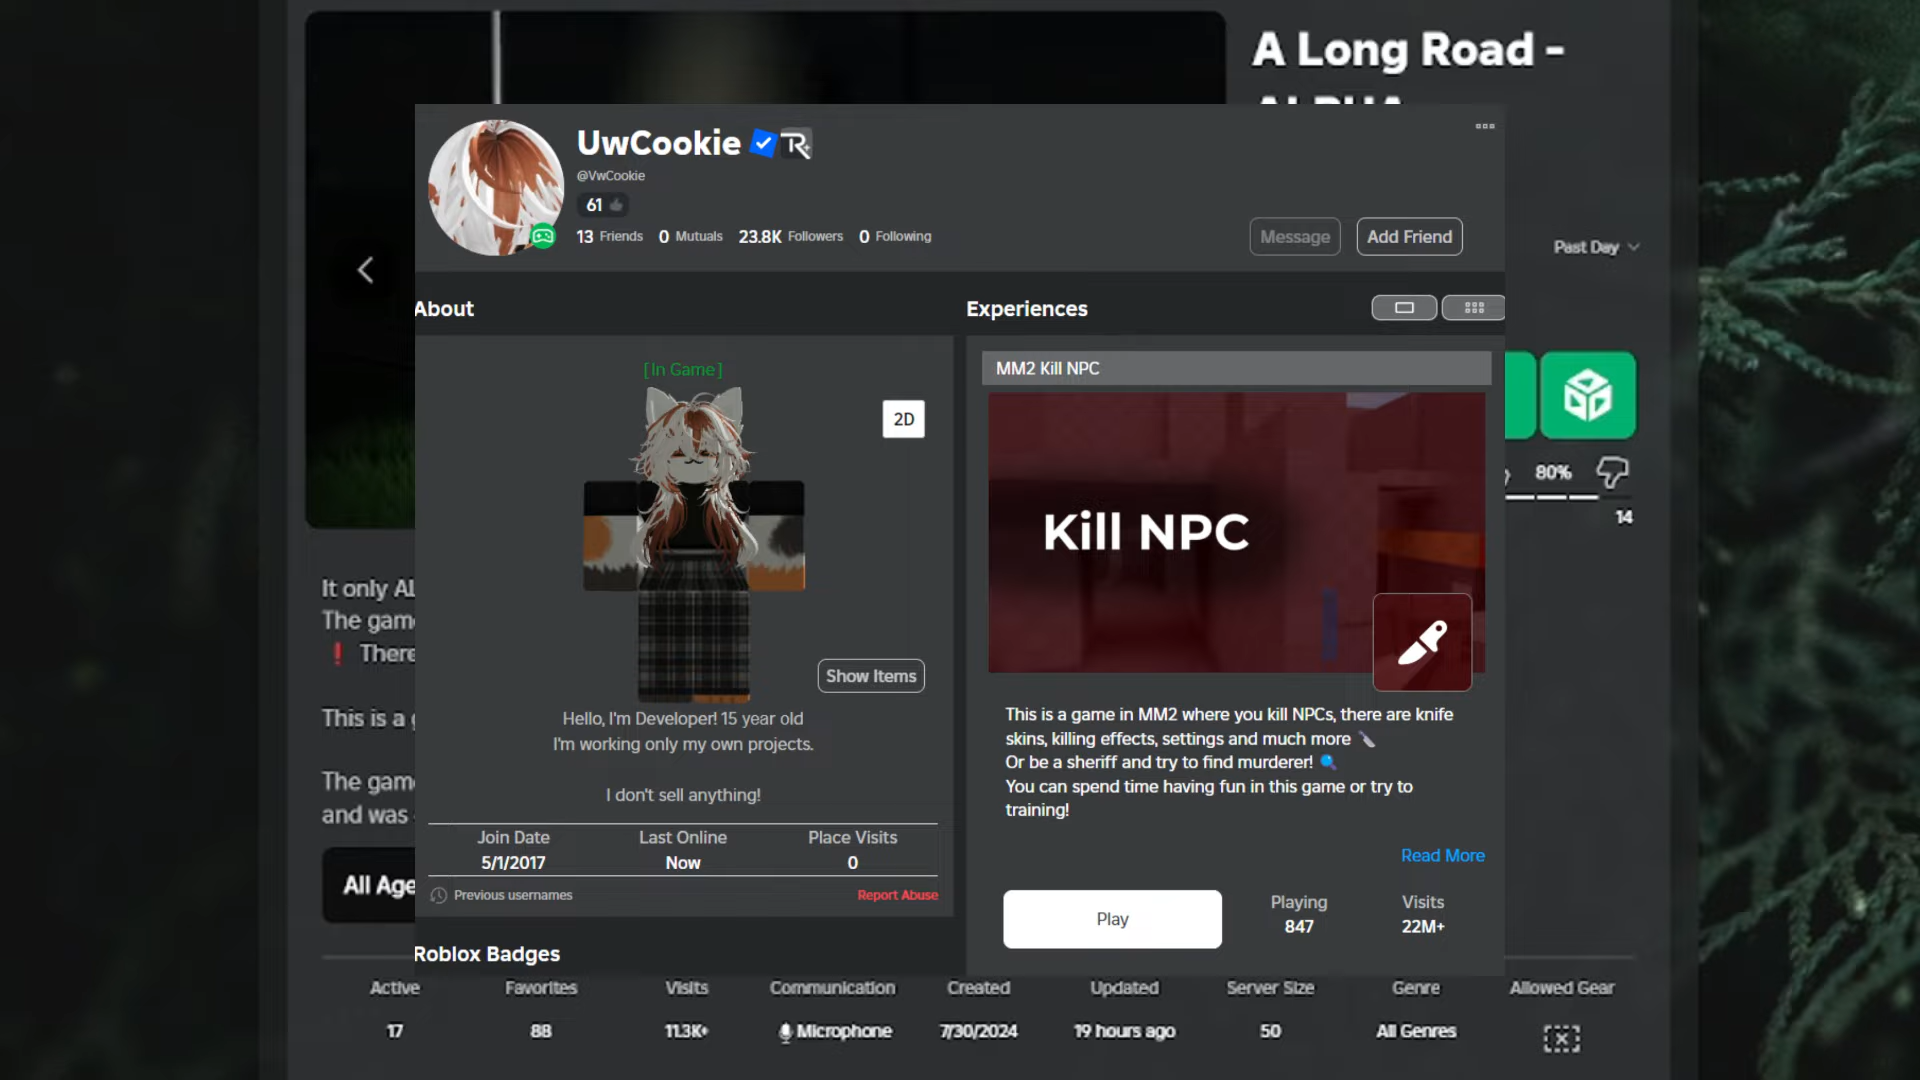 A Long Road -
UwCookie
@VwCookie
61
13 Friends 0 Mutuals 23.8K Followers 0 Following
Message
Add Friend
Past Day
About
Experiences
[In Game]
2D
MM2 Kill NPC
Kill NPC
80%
14
It only
The gam
There
This is a
The gam
and was
All Age
Show Items
Hello, I'm Developer! 15 year old
I'm working only my own projects.
I don't sell anything!
This is a game in MM2 where you kill NPCs, there are knife
skins, killing effects, settings and much more
Or be a sheriff and try to find murderer!
You can spend time having fun in this game or try to
training!
Read More
Join Date Last Online Place Visits
5/1/2017 Now 0
Previous usernames
Report Abuse
Play
Playing Visits
847 22M+
Roblox Badges
Active Favorites Visits Communication Created Updated Server Size Genre Allowed Gear
17 88 11.3K+ Microphone 7/30/2024 19 hours ago 50 All Genres